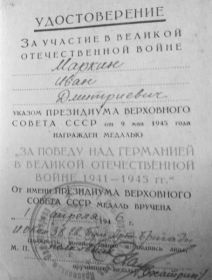 УДОСТОВЕРЕНИЕ
ЗА УЧАСТИЕ В ВЕЛИКОЙ
ОТЕЧЕСТВЕННОЙ ВОЙНЕ
Маркин
Иван
Дмитриевич
УКАЗОМ ПРЕЗИДИУМА ВЕРХОВНОГО
СОВЕТА СССР от 9 мая 1945 года
НАГРАЖДЕН МЕДАЛЬЮ
„ЗА ПОБЕДУ НАД ГЕРМАНИЕЙ
В ВЕЛИКОЙ ОТЕЧЕСТВЕННОЙ
ВОЙНЕ 1941—1945 гг.“
От имени ПРЕЗИДИУМА ВЕРХОВНОГО
СОВЕТА СССР МЕДАЛЬ ВРУЧЕНА
апреля 194 6
М. П.